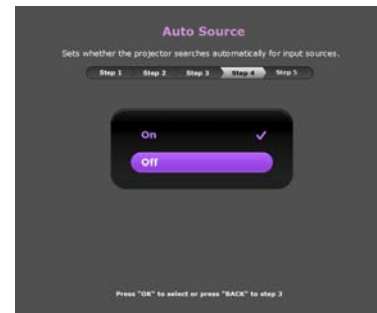 Auto Source
Sets whether the projector searches automatically for input sources.
Step 1 Step 2 Step 3 Step 4 Step 5
On
Off
Press "OK" to select or press "BACK" to step 3